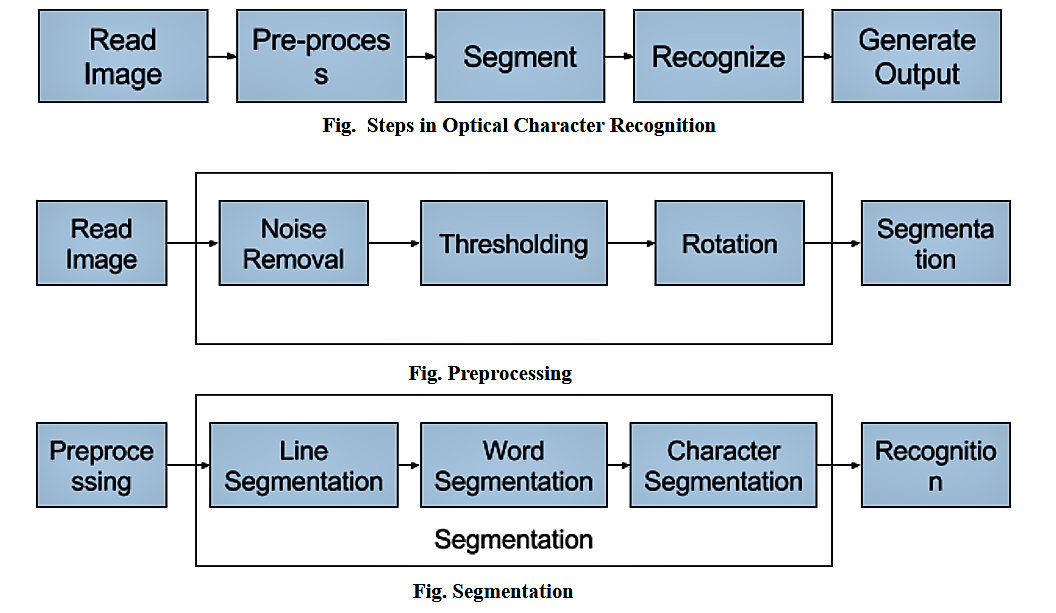 Read
Image
Pre-proces
s
Segment
Recognize
Generate
Output
Fig.  Steps in Optical Character Recognition
Read
Image
Noise
Removal
Thresholding
Rotation
Segmenta
tion
Fig. Preprocessing
Preproce
ssing
Line
Segmentation
Word
Segmentation
Character
Segmentation
Recognitio
n
Segmentation
Fig. Segmentation